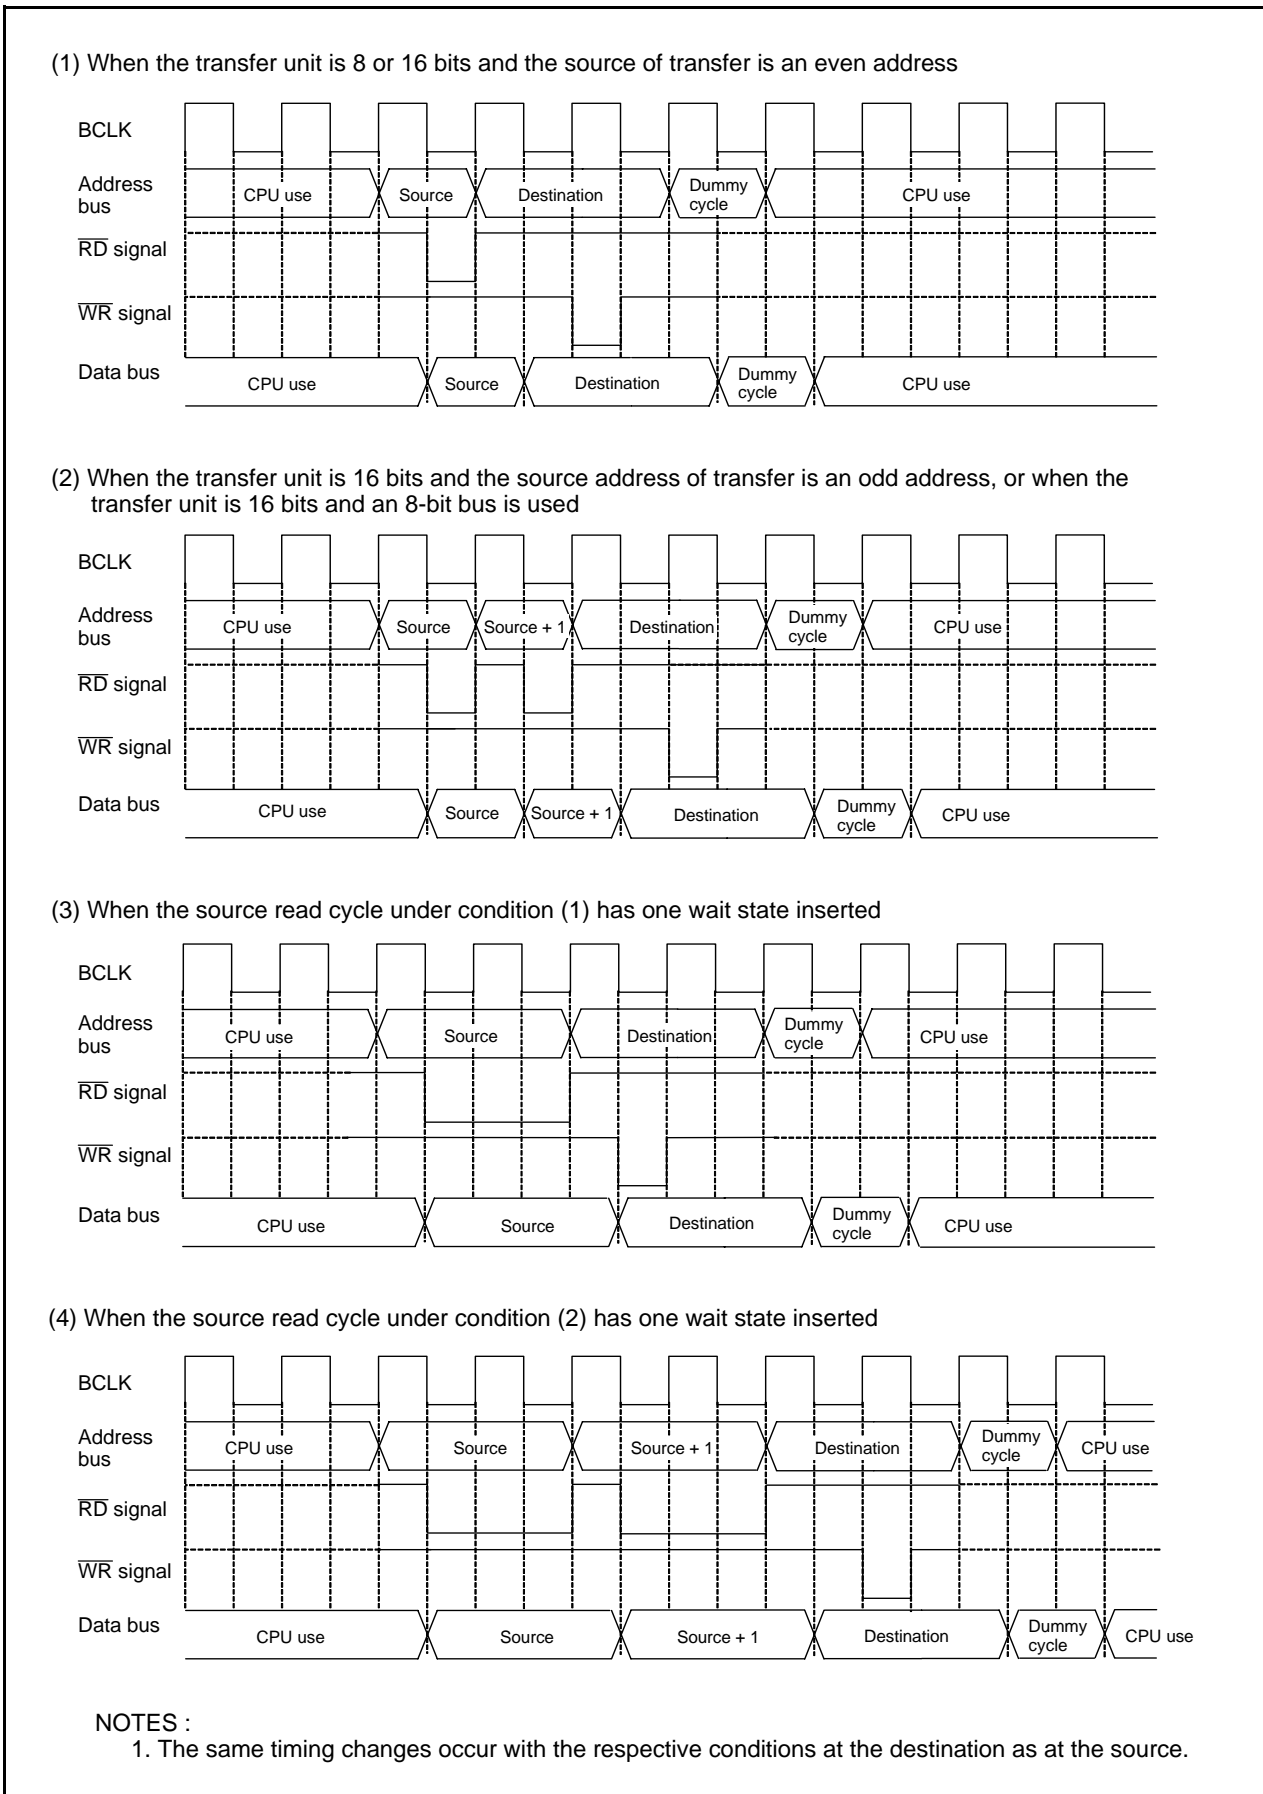 (1) When the transfer unit is 8 or 16 bits and the source of transfer is an even address
BCLK
Address
bus
CPU use
Source
Destination
Dummy
cycle
CPU use
RD signal
WR signal
Data bus
CPU use
Source
Destination
Dummy
cycle
CPU use
(2) When the transfer unit is 16 bits and the source address of transfer is an odd address, or when the
transfer unit is 16 bits and an 8-bit bus is used
BCLK
Address
bus
CPU use
Source
Source + 1
Destination
Dummy
cycle
CPU use
RD signal
WR signal
Data bus
CPU use
Source
Source + 1
Destination
Dummy
cycle
CPU use
(3) When the source read cycle under condition (1) has one wait state inserted
BCLK
Address
bus
CPU use
Source
Destination
Dummy
cycle
CPU use
RD signal
WR signal
Data bus
CPU use
Source
Destination
Dummy
cycle
CPU use
(4) When the source read cycle under condition (2) has one wait state inserted
BCLK
Address
bus
CPU use
Source
Source + 1
Destination
Dummy
cycle
CPU use
RD signal
WR signal
Data bus
CPU use
Source
Source + 1
Destination
Dummy
cycle
CPU use
NOTES :
1. The same timing changes occur with the respective conditions at the destination as at the source.